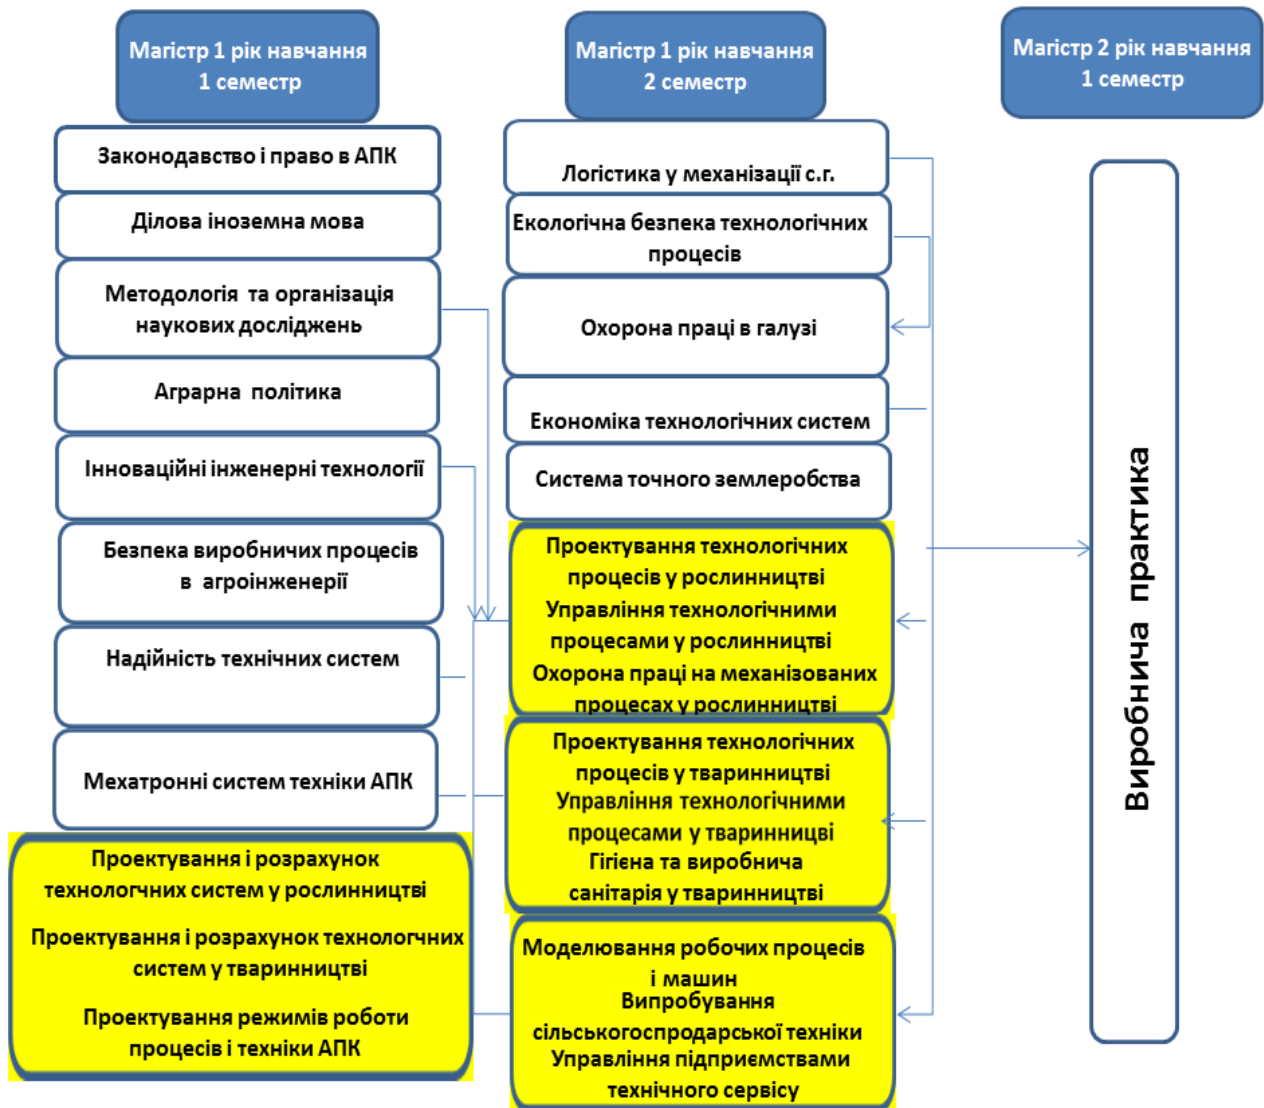 Магістр 1 рік навчання
1 семестр
Законодавство і право в АПК
Ділова іноземна мова
Методологія та організація
наукових досліджень
Аграрна політика
Інноваційні інженерні технології
Безпека виробничих процесів
в агроінженерії
Надійність технічних систем
Мехатронні систем техніки АПК
Проектування і розрахунок
технологчних систем у рослинництві
Проектування і розрахунок технологчних
систем у тваринництві
Проектування режимів роботи
процесів і техніки АПК
Магістр 1 рік навчання
2 семестр
Логістика у механізації с.г.
Екологічна безпека технологічних
процесів
Охорона праці в галузі
Економіка технологічних систем
Система точного землеробства
Проектування технологічних
процесів у рослинництві
Управління технологічними
процесами у рослинництві
Охорона праці на механізованих
процесах у рослинництві
Проектування технологічних
процесів у тваринництві
Управління технологічними
процесами у тваринницві
Гігієна та виробнича
санітарія у тваринництві
Моделювання робочих процесів
і машин
Випробування
сільськогоспродарської техніки
Управління підприємствами
технічного сервісу
Магістр 2 рік навчання
1 семестр
Виробнича практика